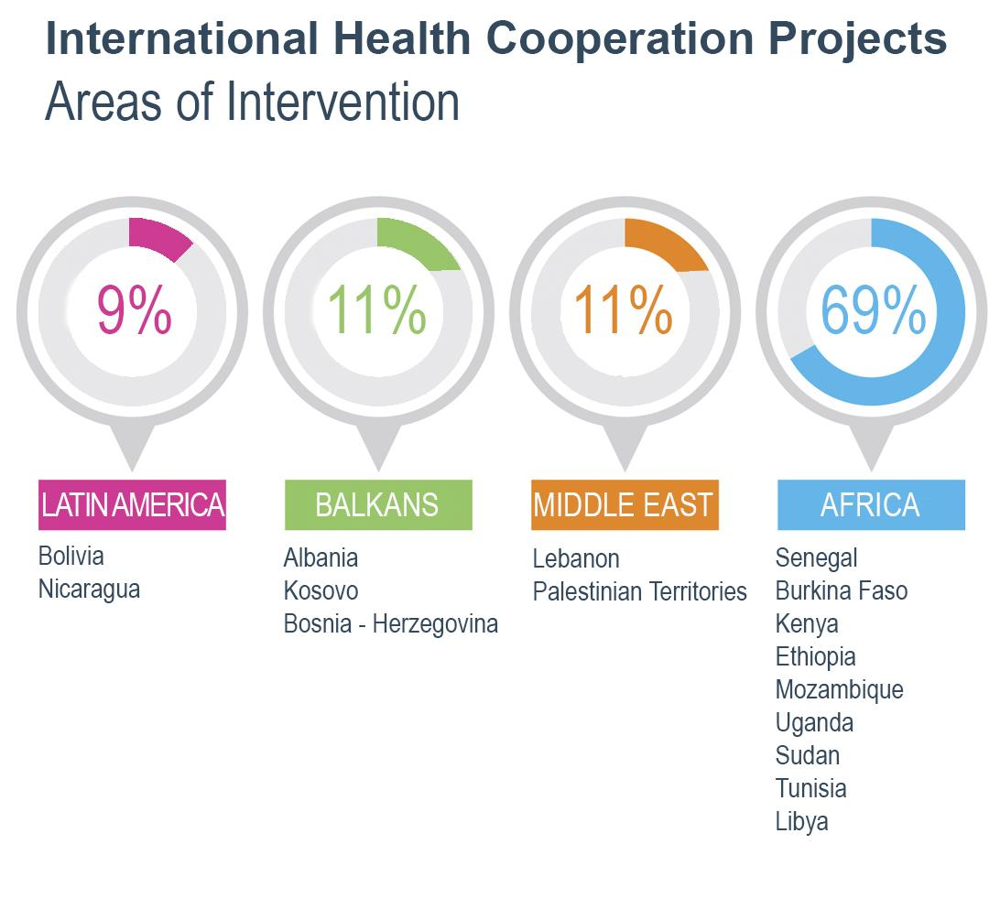 International Health Cooperation Projects
Areas of Intervention
9%
11%
11%
69%
LATIN AMERICA
Bolivia
Nicaragua
BALKANS
Albania
Kosovo
Bosnia - Herzegovina
MIDDLE EAST
Lebanon
Palestinian Territories
AFRICA
Senegal
Burkina Faso
Kenya
Ethiopia
Mozambique
Uganda
Sudan
Tunisia
Libya